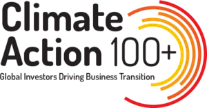 Climate
Action 100+
Global Investors Driving Business Transition